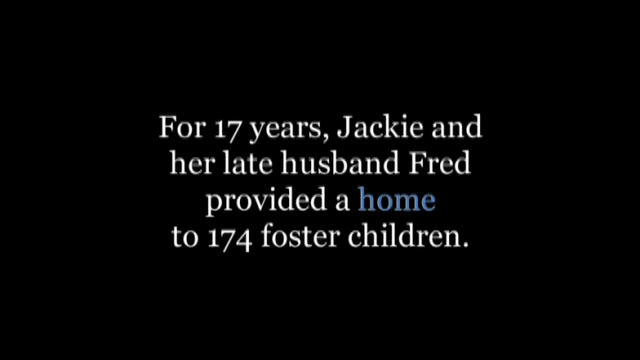 For 17 years, Jackie and
her late husband Fred
provided a home
to 174 foster children.